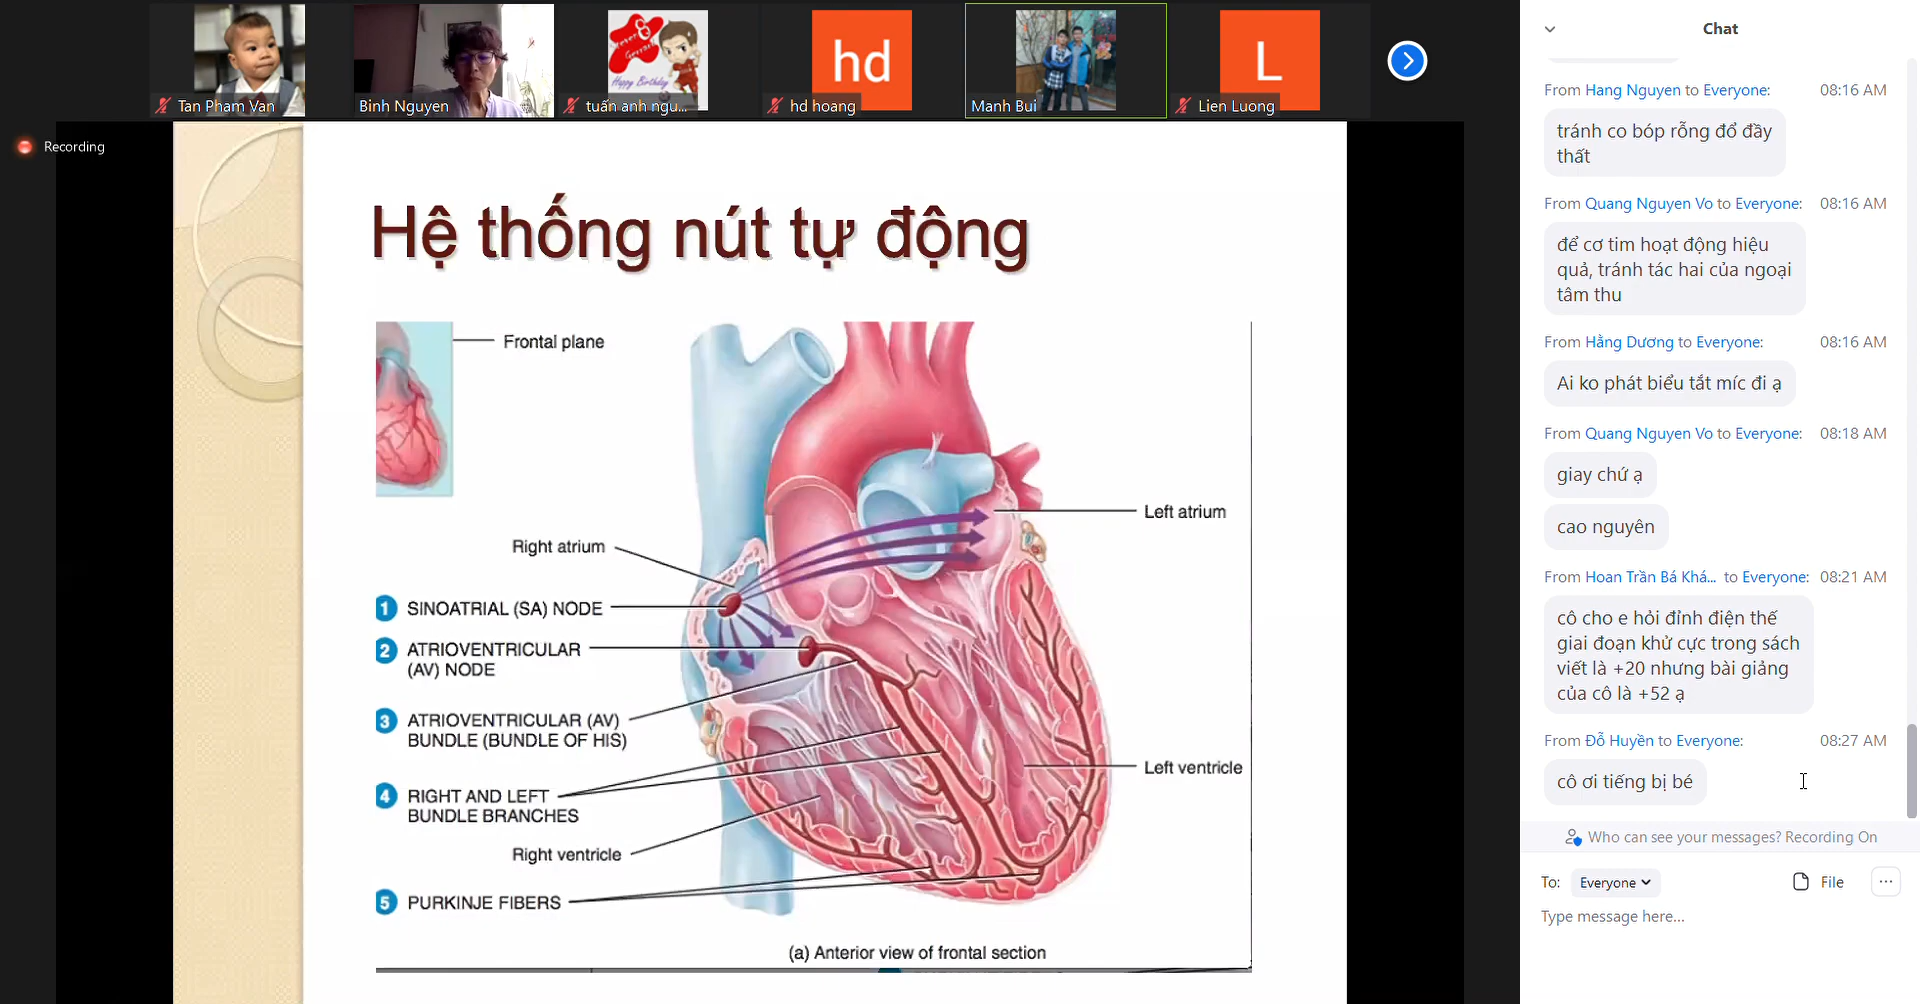 Tan Pham Van
Binh Nguyen
Happy Birthday
tuấn anh ngu...
hd
hd hoang
Manh Bui
L
Lien Luong
Recording
Hệ thống nút tự động
Frontal plane
Left atrium
Right atrium
1 SINOATRIAL (SA) NODE
2 ATRIOVENTRICULAR
(AV) NODE
3 ATRIOVENTRICULAR (AV)
BUNDLE (BUNDLE OF HIS)
Left ventricle
4 RIGHT AND LEFT
BUNDLE BRANCHES
Right ventricle
5 PURKINJE FIBERS
(a) Anterior view of frontal section
Chat
From Hang Nguyen to Everyone: 08:16 AM
tránh co bóp rỗng đổ đầy
thất
From Quang Nguyen Vo to Everyone: 08:16 AM
để cơ tim hoạt động hiệu
quả, tránh tác hai của ngoại
tâm thu
From Hằng Dương to Everyone: 08:16 AM
Ai ko phát biểu tắt míc đi ạ
From Quang Nguyen Vo to Everyone: 08:18 AM
giay chứ ạ
cao nguyên
From Hoan Trần Bá Khá... to Everyone: 08:21 AM
cô cho e hỏi đỉnh điện thế
giai đoạn khử cực trong sách
viết là +20 nhưng bài giảng
của cô là +52 ạ
From Đỗ Huyền to Everyone: 08:27 AM
cô ơi tiếng bị bé
Who can see your messages? Recording On
To: Everyone File ...
Type message here...